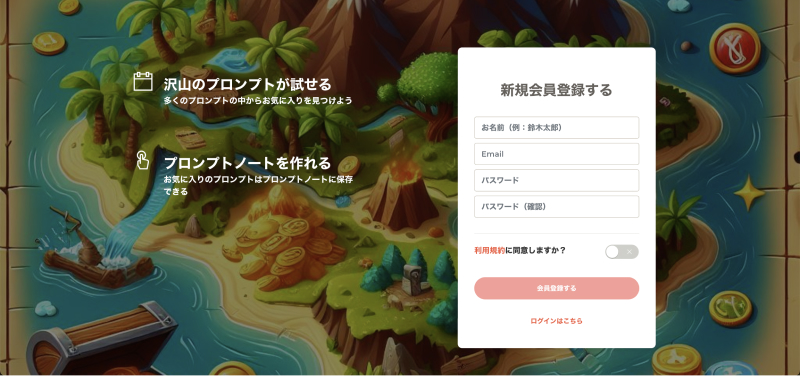 沢山のプロンプトが試せる
多くのプロンプトの中からお気に入りを見つけよう
プロンプトノートを作れる
お気に入りのプロンプトはプロンプトノートに保存
できる
新規会員登録する
お名前（例：鈴木太郎）
Email
パスワード
パスワード（確認）
利用規約に同意しますか？
会員登録する
ログインはこちら